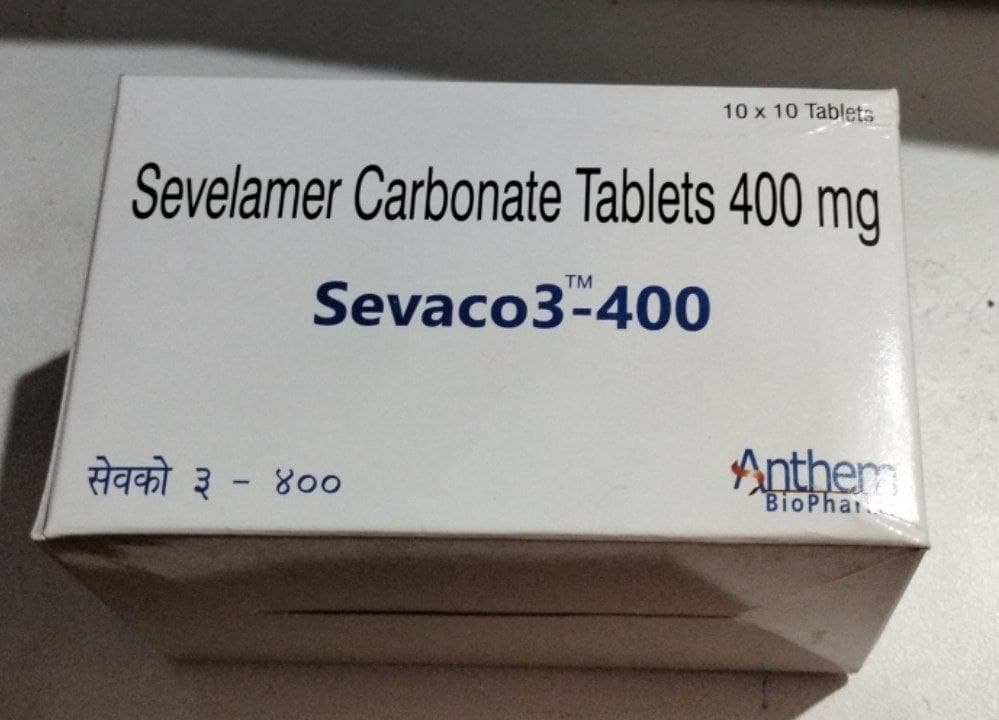 10 x 10 Tablets
Sevelamer Carbonate Tablets 400 mg
Sevaco3™-400
सेवको ३ - ४००
Anthem